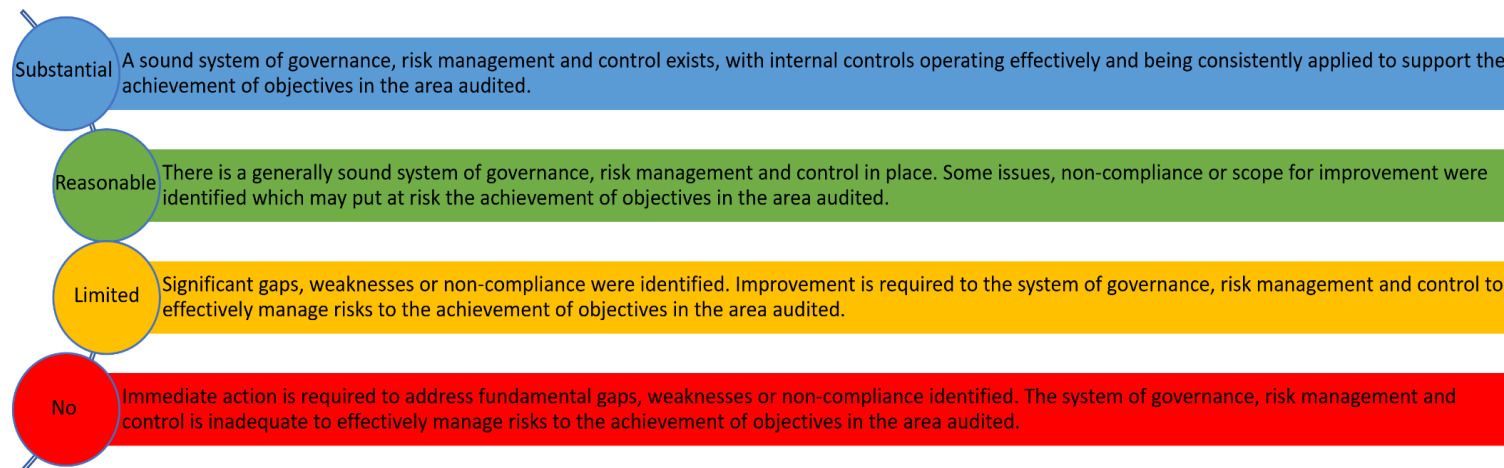 Substantial
A sound system of governance, risk management and control exists, with internal controls operating effectively and being consistently applied to support the
achievement of objectives in the area audited.
Reasonable
There is a generally sound system of governance, risk management and control in place. Some issues, non-compliance or scope for improvement were
identified which may put at risk the achievement of objectives in the area audited.
Limited
Significant gaps, weaknesses or non-compliance were identified. Improvement is required to the system of governance, risk management and control to
effectively manage risks to the achievement of objectives in the area audited.
No
Immediate action is required to address fundamental gaps, weaknesses or non-compliance identified. The system of governance, risk management and
control is inadequate to effectively manage risks to the achievement of objectives in the area audited.